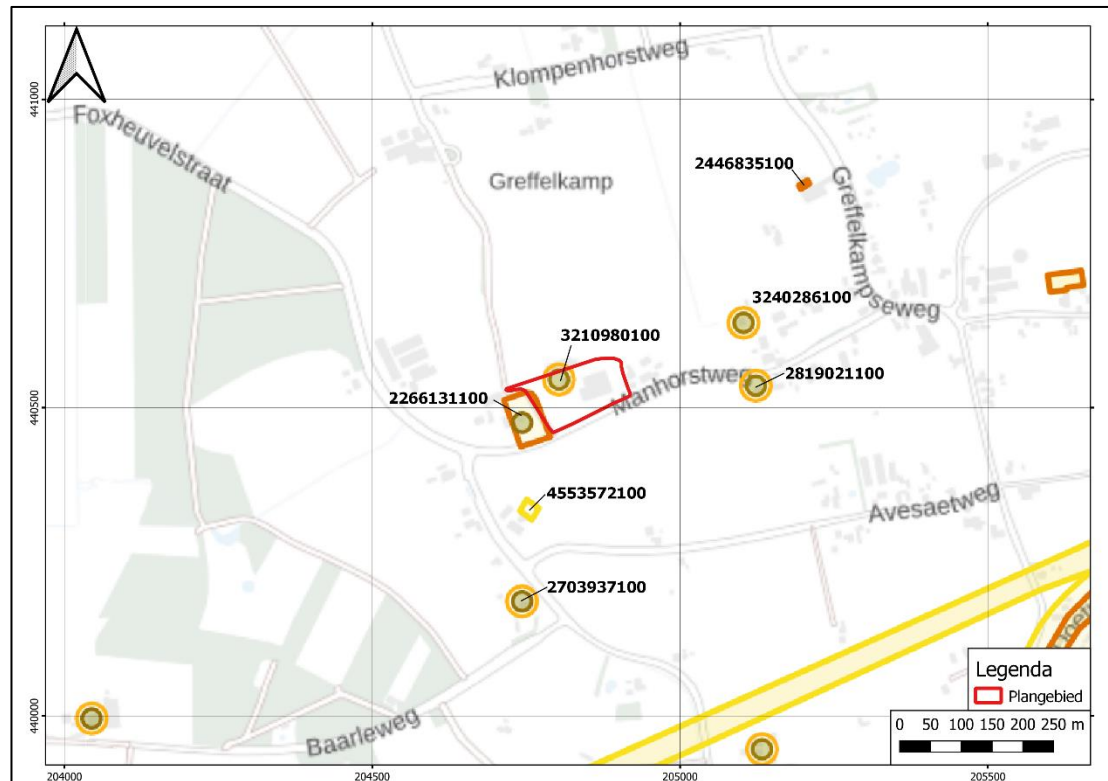 Klompenhorstweg
441000
Foxheuvelstraat
2446835100
Greffelkamp
Greffelkampseweg
3240286100
3210980100
Manhorstweg
2819021100
2266131100
440500
4553572100
Avesaetweg
2703937100
Legenda
Plangebied
440000
Baarleweg
0 50 100 150 200 250 m
204000 204500 205000 205500